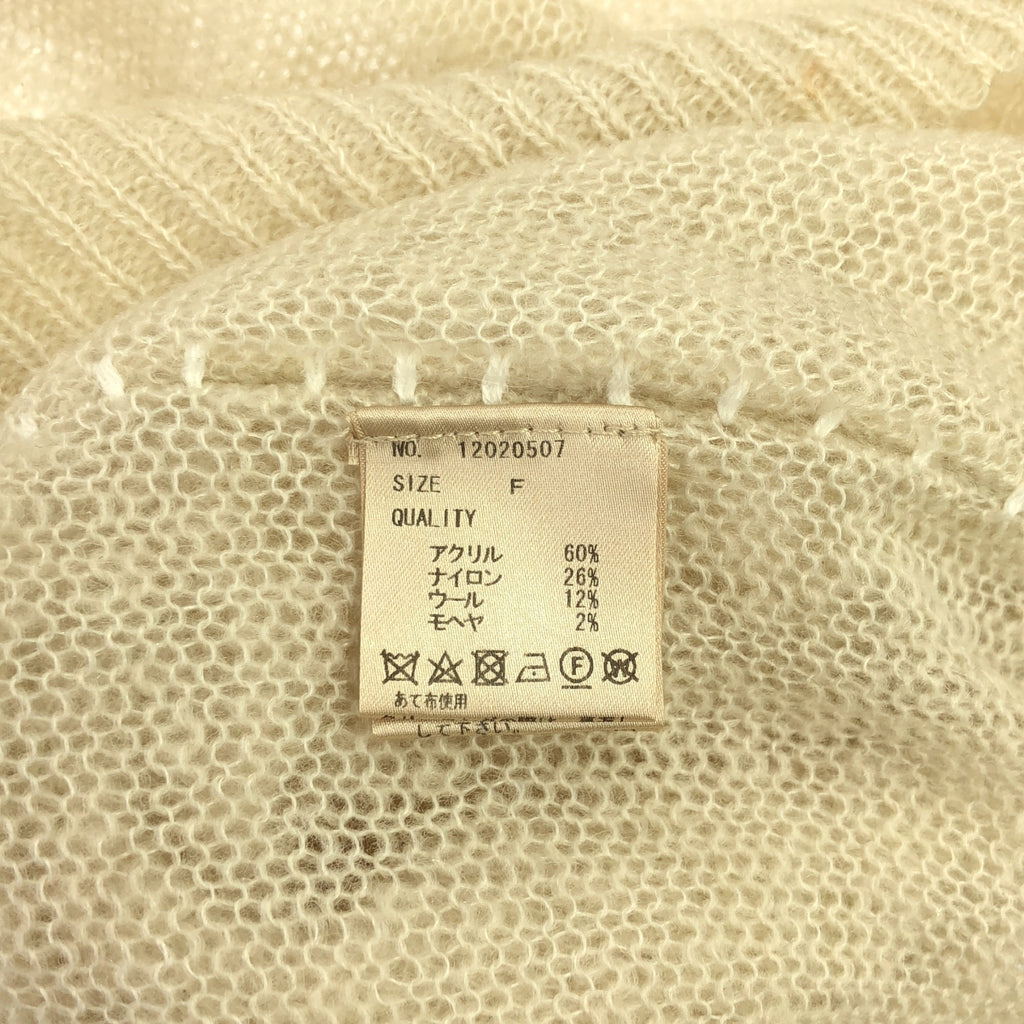 NO. 12020507
SIZE F
QUALITY
アクリル 60%
ナイロン 26%
ウール 12%
モヘヤ 2%
F W
あて布使用
して下さい。